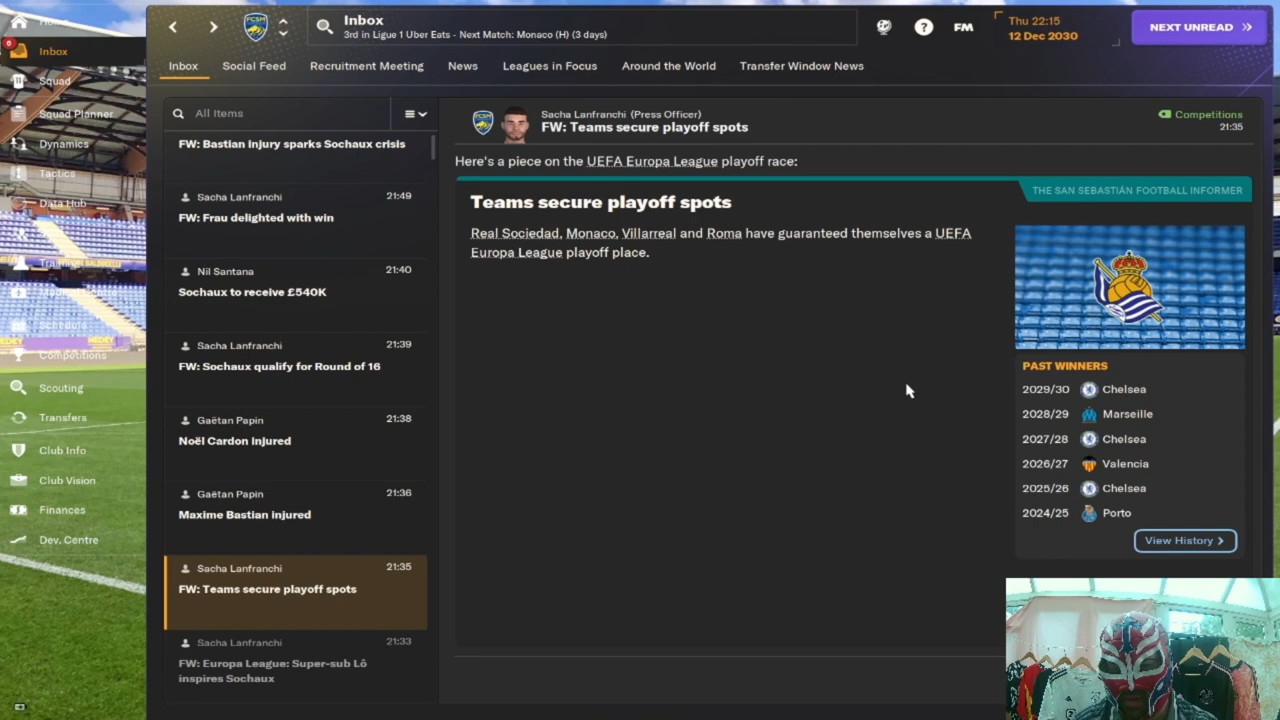 Inbox
3rd in Ligue 1 Uber Eats - Next Match: Monaco (H) (3 days)
FM
Thu 22:15
12 Dec 2030
NEXT UNREAD
Inbox
Social Feed
Recruitment Meeting
News
Leagues in Focus
Around the World
Transfer Window News
6
Inbox
Squad
Squad Planner
Dynamics
Tactics
Data Hub
Training
Schedule
Competitions
Scouting
Transfers
Club Info
Club Vision
Finances
Dev. Centre
All Items
FW: Bastian injury sparks Sochaux crisis
Sacha Lanfranchi 21:49
FW: Frau delighted with win
Nil Santana 21:40
Sochaux to receive £540K
Sacha Lanfranchi 21:39
FW: Sochaux qualify for Round of 16
Gaëtan Papin 21:38
Noël Cardon injured
Gaëtan Papin 21:36
Maxime Bastian injured
Sacha Lanfranchi 21:35
FW: Teams secure playoff spots
Sacha Lanfranchi 21:33
FW: Europa League: Super-sub Lô
inspires Sochaux
Sacha Lanfranchi (Press Officer)
FW: Teams secure playoff spots
Competitions
21:35
Here's a piece on the UEFA Europa League playoff race:
THE SAN SEBASTIÁN FOOTBALL INFORMER
Teams secure playoff spots
Real Sociedad, Monaco, Villarreal and Roma have guaranteed themselves a UEFA
Europa League playoff place.
PAST WINNERS
2029/30 Chelsea
2028/29 Marseille
2027/28 Chelsea
2026/27 Valencia
2025/26 Chelsea
2024/25 Porto
View History